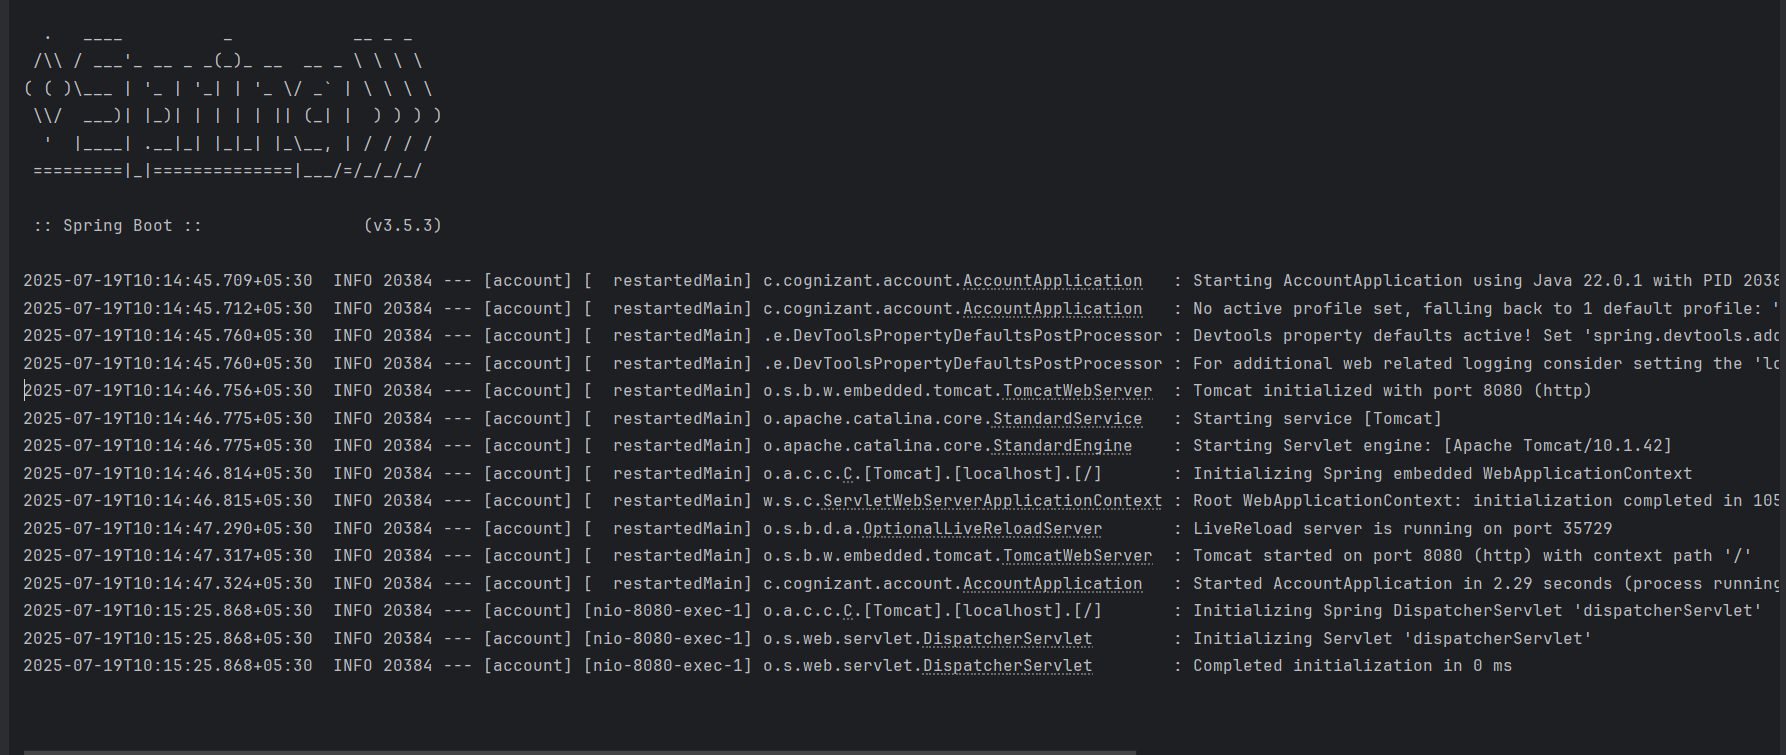 .   ____          _            __ _ _
 /\\ / ___'_ __ _ _(_)_ __  __ _ \ \ \ \
( ( )\___ | '_ | '_| | '_ \/ _` | \ \ \ \
 \\/  ___)| |_)| | | | | || (_| |  ) ) ) )
  '  |____| .__|_| |_|_| |_\__, | / / / /
 =========|_|==============|___/=/_/_/_/

 :: Spring Boot ::                (v3.5.3)

2025-07-19T10:14:45.709+05:30  INFO 20384 --- [account] [  restartedMain] c.cognizant.account.AccountApplication   : Starting AccountApplication using Java 22.0.1 with PID 2038
2025-07-19T10:14:45.712+05:30  INFO 20384 --- [account] [  restartedMain] c.cognizant.account.AccountApplication   : No active profile set, falling back to 1 default profile: "
2025-07-19T10:14:45.760+05:30  INFO 20384 --- [account] [  restartedMain] .e.DevToolsPropertyDefaultsPostProcessor : Devtools property defaults active! Set 'spring.devtools.add
2025-07-19T10:14:45.760+05:30  INFO 20384 --- [account] [  restartedMain] .e.DevToolsPropertyDefaultsPostProcessor : For additional web related logging consider setting the 'lo
2025-07-19T10:14:46.756+05:30  INFO 20384 --- [account] [  restartedMain] o.s.b.w.embedded.tomcat.TomcatWebServer  : Tomcat initialized with port 8080 (http)
2025-07-19T10:14:46.775+05:30  INFO 20384 --- [account] [  restartedMain] o.apache.catalina.core.StandardService   : Starting service [Tomcat]
2025-07-19T10:14:46.775+05:30  INFO 20384 --- [account] [  restartedMain] o.apache.catalina.core.StandardEngine    : Starting Servlet engine: [Apache Tomcat/10.1.42]
2025-07-19T10:14:46.814+05:30  INFO 20384 --- [account] [  restartedMain] o.a.c.c.C.[Tomcat].[localhost].[/]       : Initializing Spring embedded WebApplicationContext
2025-07-19T10:14:46.815+05:30  INFO 20384 --- [account] [  restartedMain] w.s.c.ServletWebServerApplicationContext : Root WebApplicationContext: initialization completed in 105
2025-07-19T10:14:47.290+05:30  INFO 20384 --- [account] [  restartedMain] o.s.b.d.a.OptionalLiveReloadServer       : LiveReload server is running on port 35729
2025-07-19T10:14:47.317+05:30  INFO 20384 --- [account] [  restartedMain] o.s.b.w.embedded.tomcat.TomcatWebServer  : Tomcat started on port 8080 (http) with context path '/'
2025-07-19T10:14:47.324+05:30  INFO 20384 --- [account] [  restartedMain] c.cognizant.account.AccountApplication   : Started AccountApplication in 2.29 seconds (process running
2025-07-19T10:15:25.868+05:30  INFO 20384 --- [account] [nio-8080-exec-1] o.a.c.c.C.[Tomcat].[localhost].[/]       : Initializing Spring DispatcherServlet 'dispatcherServlet'
2025-07-19T10:15:25.868+05:30  INFO 20384 --- [account] [nio-8080-exec-1] o.s.web.servlet.DispatcherServlet        : Initializing Servlet 'dispatcherServlet'
2025-07-19T10:15:25.868+05:30  INFO 20384 --- [account] [nio-8080-exec-1] o.s.web.servlet.DispatcherServlet        : Completed initialization in 0 ms